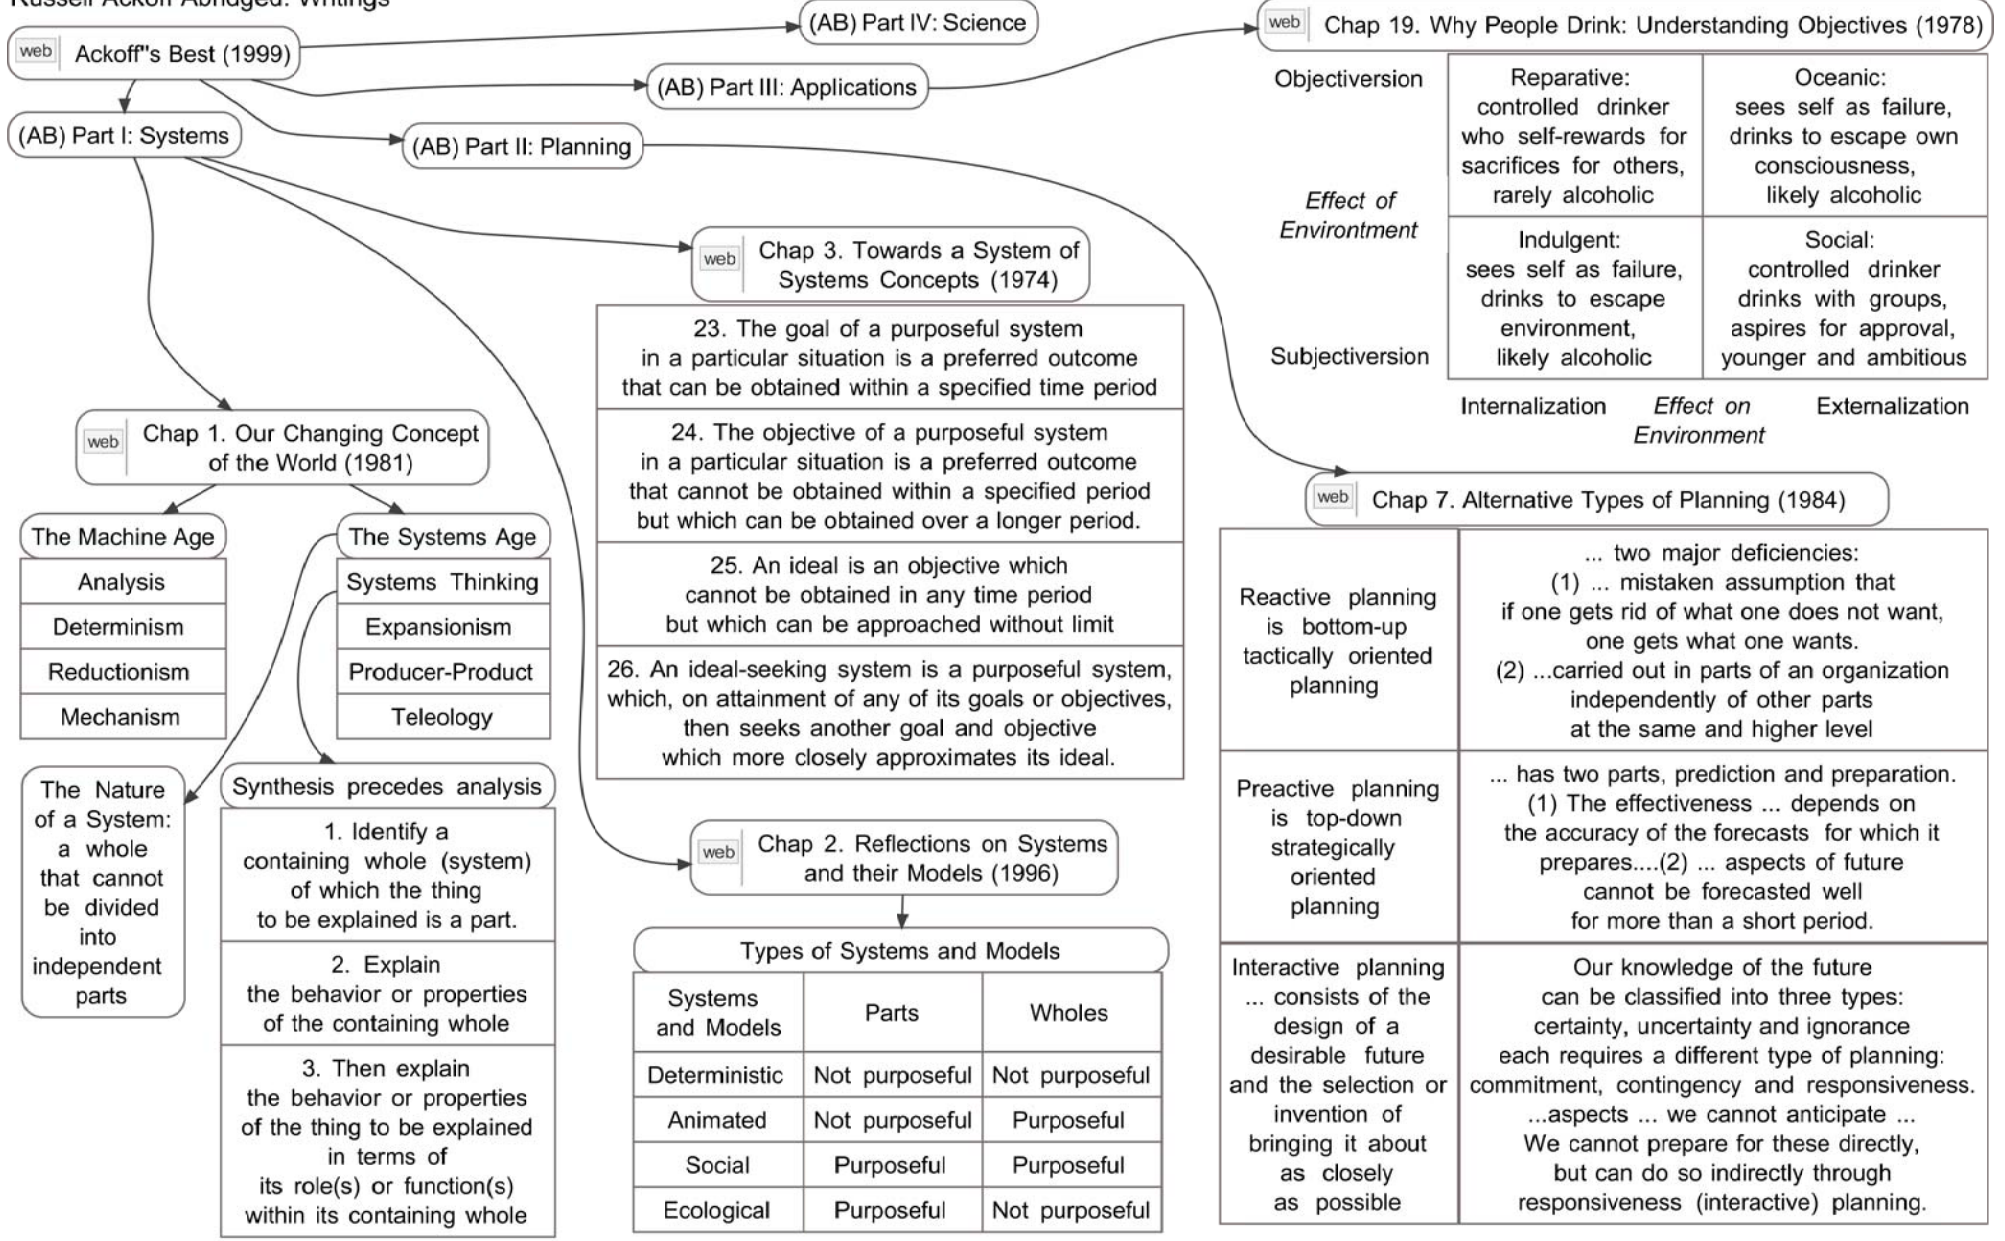 Russell Ackoff Abridged: Writings
web
Ackoff"s Best (1999)
(AB) Part IV: Science
(AB) Part III: Applications
(AB) Part I: Systems
(AB) Part II: Planning
web
Chap 19. Why People Drink: Understanding Objectives (1978)
Objectiversion
Effect of
Environtment
Subjectiversion
Reparative:
controlled drinker
who self-rewards for
sacrifices for others,
rarely alcoholic
Oceanic:
sees self as failure,
drinks to escape own
consciousness,
likely alcoholic
Indulgent:
sees self as failure,
drinks to escape
environment,
likely alcoholic
Social:
controlled drinker
drinks with groups,
aspires for approval,
younger and ambitious
Internalization
Effect on
Environment
Externalization
web
Chap 3. Towards a System of
Systems Concepts (1974)
23. The goal of a purposeful system
in a particular situation is a preferred outcome
that can be obtained within a specified time period
24. The objective of a purposeful system
in a particular situation is a preferred outcome
that cannot be obtained within a specified period
but which can be obtained over a longer period.
25. An ideal is an objective which
cannot be obtained in any time period
but which can be approached without limit
26. An ideal-seeking system is a purposeful system,
which, on attainment of any of its goals or objectives,
then seeks another goal and objective
which more closely approximates its ideal.
web
Chap 1. Our Changing Concept
of the World (1981)
The Machine Age
Analysis
Determinism
Reductionism
Mechanism
The Systems Age
Systems Thinking
Expansionism
Producer-Product
Teleology
The Nature
of a System:
a whole
that cannot
be divided
into
independent
parts
Synthesis precedes analysis
1. Identify a
containing whole (system)
of which the thing
to be explained is a part.
2. Explain
the behavior or properties
of the containing whole
3. Then explain
the behavior or properties
of the thing to be explained
in terms of
its role(s) or function(s)
within its containing whole
web
Chap 2. Reflections on Systems
and their Models (1996)
Types of Systems and Models
Systems
and Models
Parts
Wholes
Deterministic
Not purposeful
Not purposeful
Animated
Not purposeful
Purposeful
Social
Purposeful
Purposeful
Ecological
Purposeful
Not purposeful
web
Chap 7. Alternative Types of Planning (1984)
Reactive planning
is bottom-up
tactically oriented
planning
... two major deficiencies:
(1) ... mistaken assumption that
if one gets rid of what one does not want,
one gets what one wants.
(2) ...carried out in parts of an organization
independently of other parts
at the same and higher level
Preactive planning
is top-down
strategically
oriented
planning
... has two parts, prediction and preparation.
(1) The effectiveness ... depends on
the accuracy of the forecasts for which it
prepares....(2) ... aspects of future
cannot be forecasted well
for more than a short period.
Interactive planning
... consists of the
design of a
desirable future
and the selection or
invention of
bringing it about
as closely
as possible
Our knowledge of the future
can be classified into three types:
certainty, uncertainty and ignorance
each requires a different type of planning:
commitment, contingency and responsiveness.
...aspects ... we cannot anticipate ...
We cannot prepare for these directly,
but can do so indirectly through
responsiveness (interactive) planning.